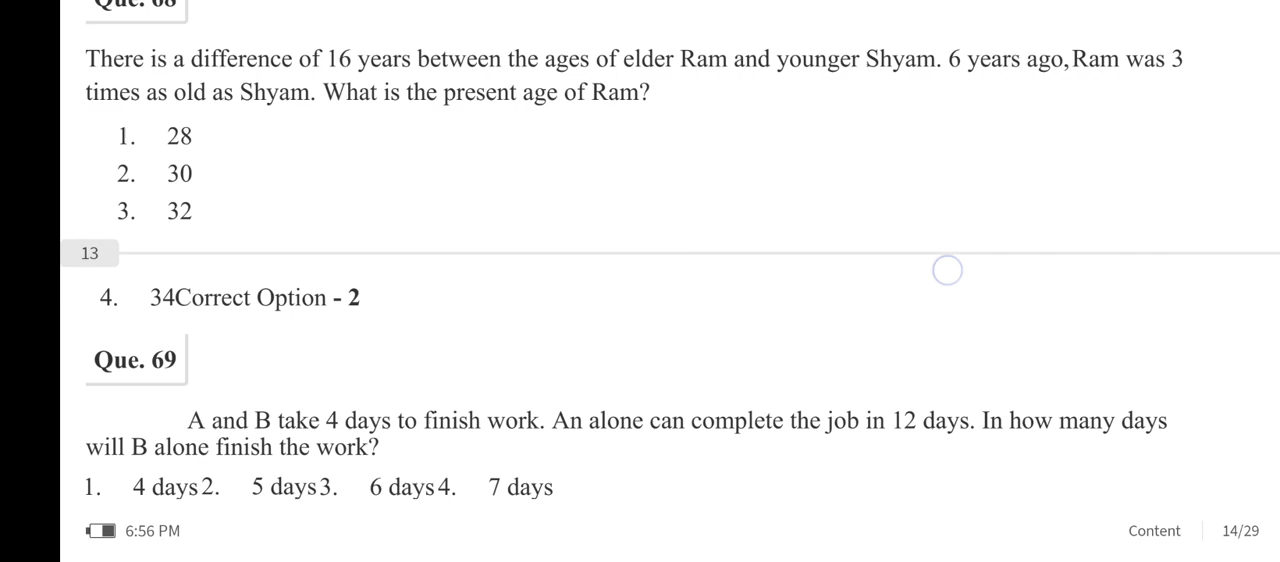 Que. 68
There is a difference of 16 years between the ages of elder Ram and younger Shyam. 6 years ago,Ram was 3
times as old as Shyam. What is the present age of Ram?
1. 28
2. 30
3. 32
13
4. 34Correct Option - 2
Que. 69
A and B take 4 days to finish work. An alone can complete the job in 12 days. In how many days
will B alone finish the work?
1. 4 days2. 5 days3. 6 days4. 7 days
6:56 PM Content 14/29